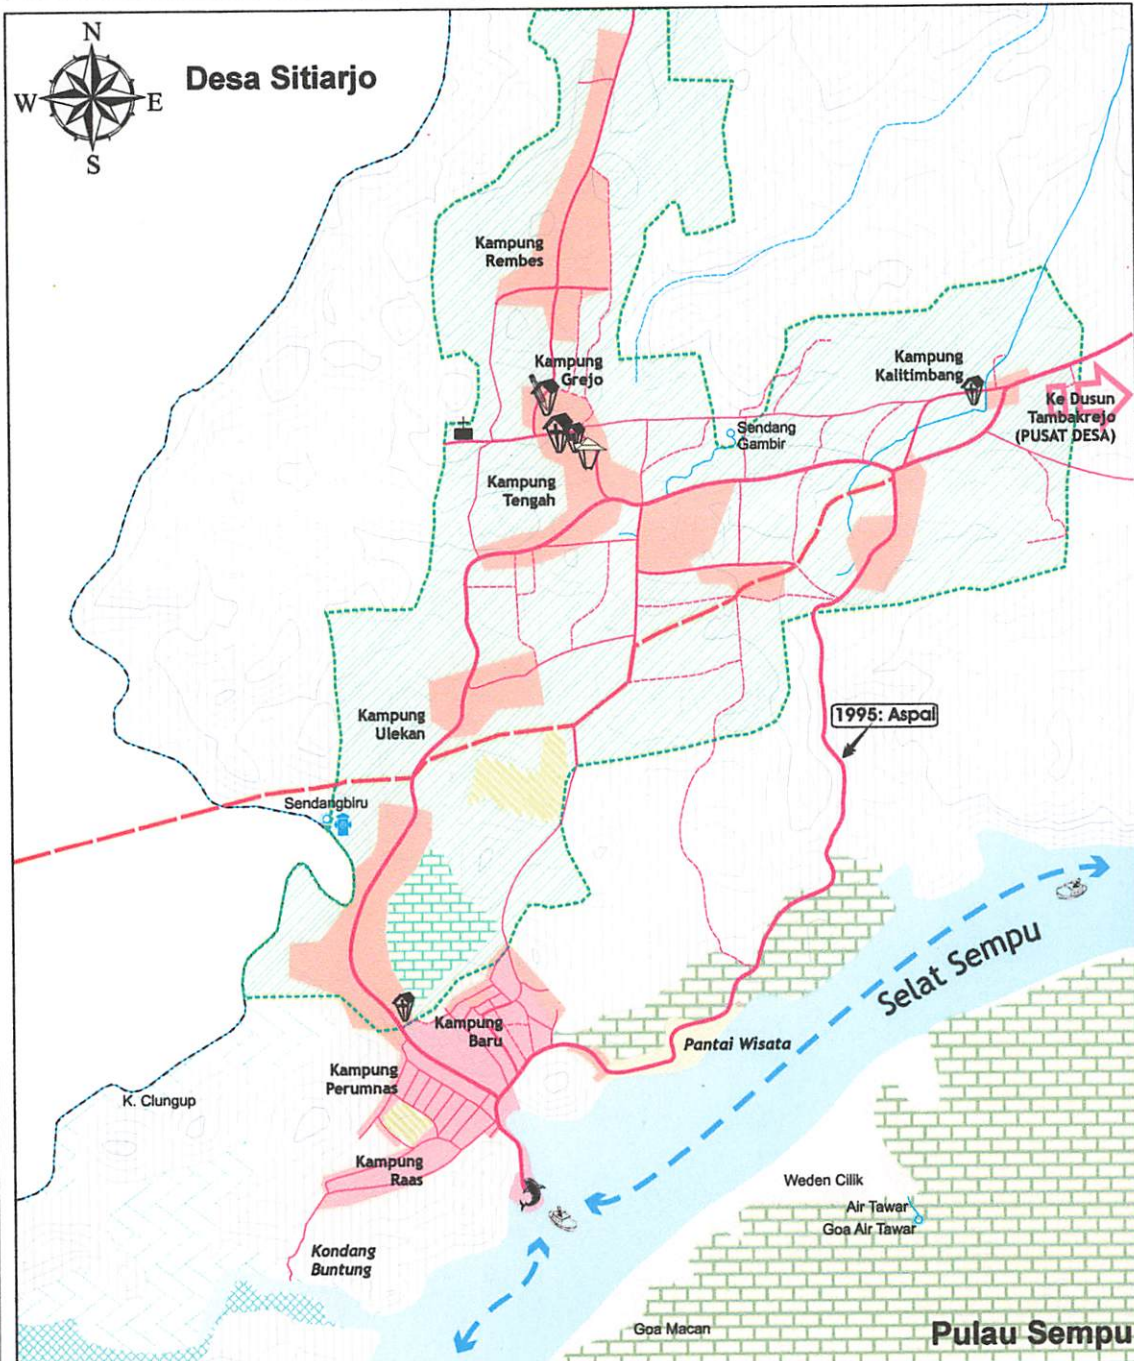 N
W E
S
Desa Sitiarjo
Kampung
Rembes
Kampung
Grejo
Kampung
Kalitimbang
Ke Dusun
Tambakrejo
(PUSAT DESA)
Sendang
Gambir
Kampung
Tengah
Kampung
Ulekan
1995: Aspal
Sendangbiru
Selat Sempu
Kampung
Baru
Pantai Wisata
Kampung
Perumnas
K. Clungup
Kampung
Raas
Weden Cilik
Air Tawar
Goa Air Tawar
Kondang
Buntung
Goa Macan
Pulau Sempu